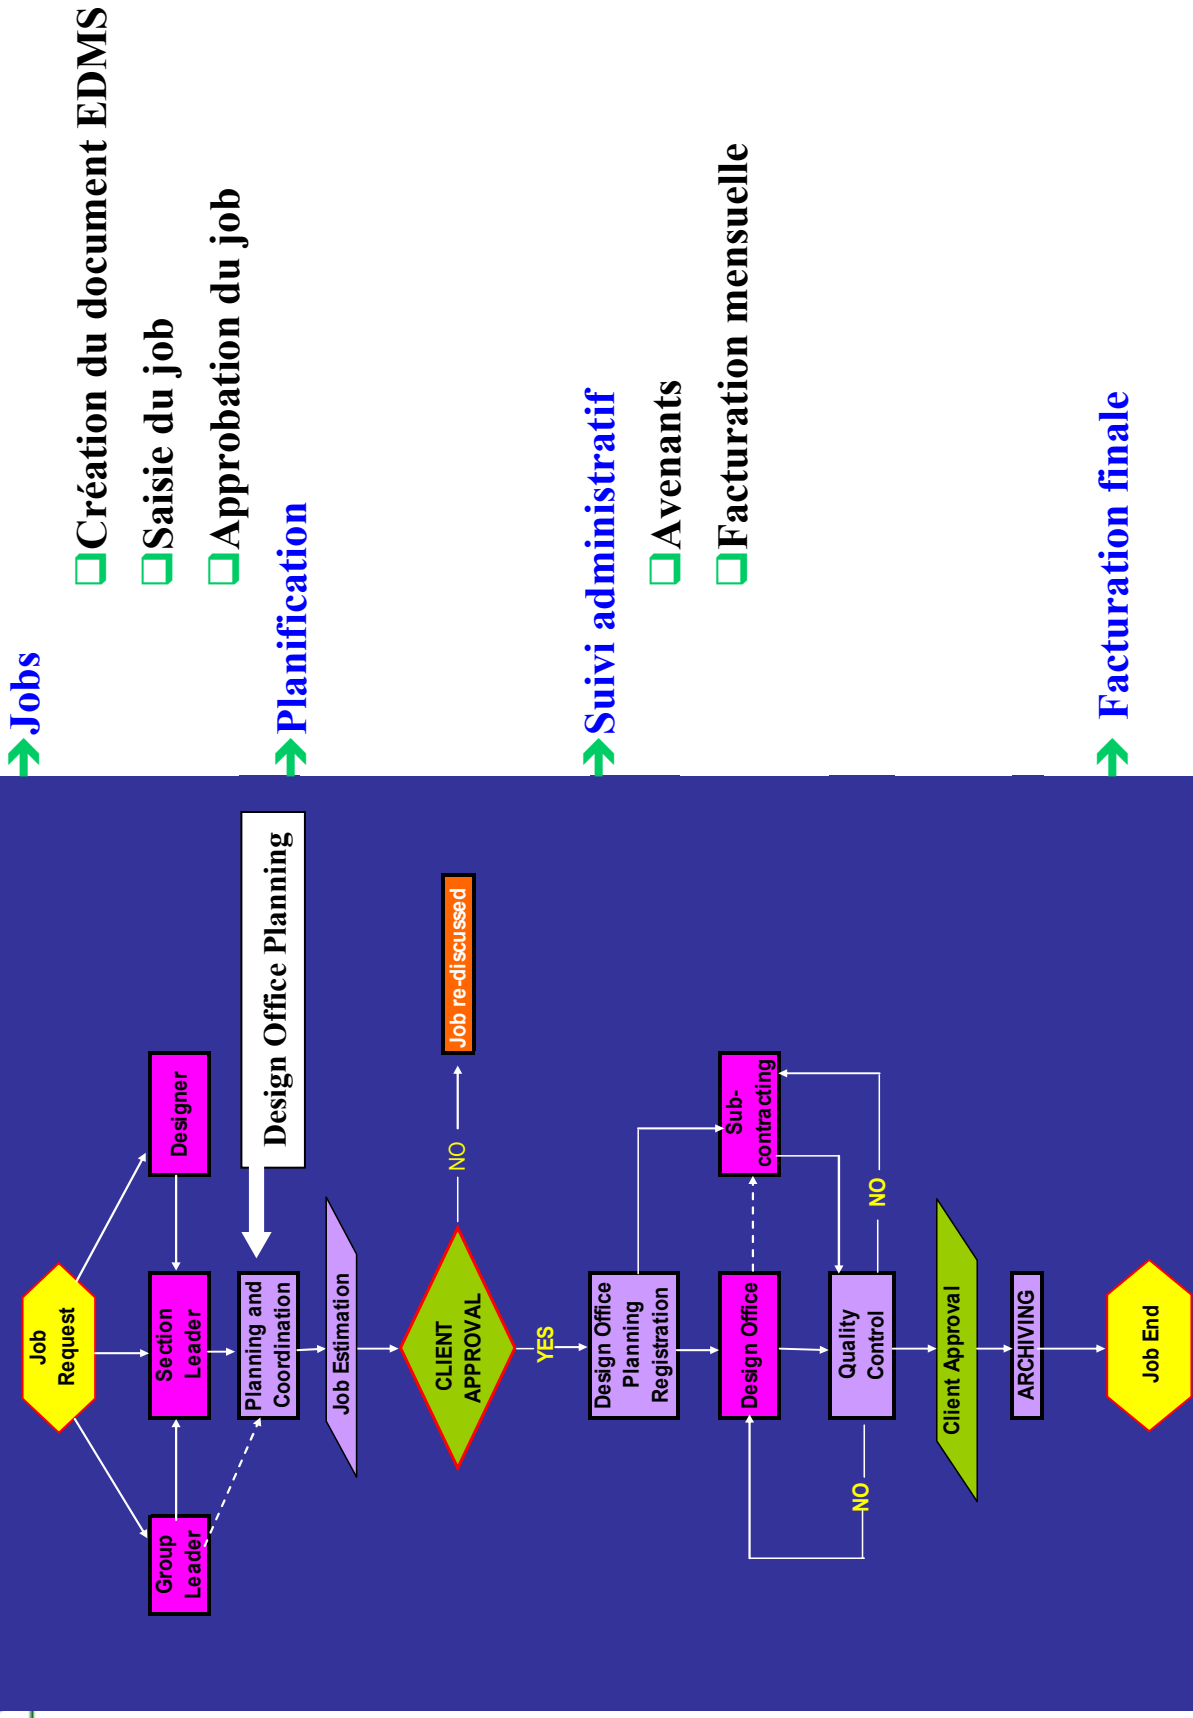 Job
Request
Group
Leader
Section
Leader
Designer
Planning and
Coordination
Design Office Planning
Job Estimation
CLIENT
APPROVAL
NO
Job re-discussed
YES
Design Office
Planning
Registration
Design Office
Sub-
contracting
Quality
Control
NO
NO
Client Approval
ARCHIVING
Job End
Jobs
Création du document EDMS
Saisie du job
Approbation du job
Planification
Suivi administratif
Avenants
Facturation mensuelle
Facturation finale